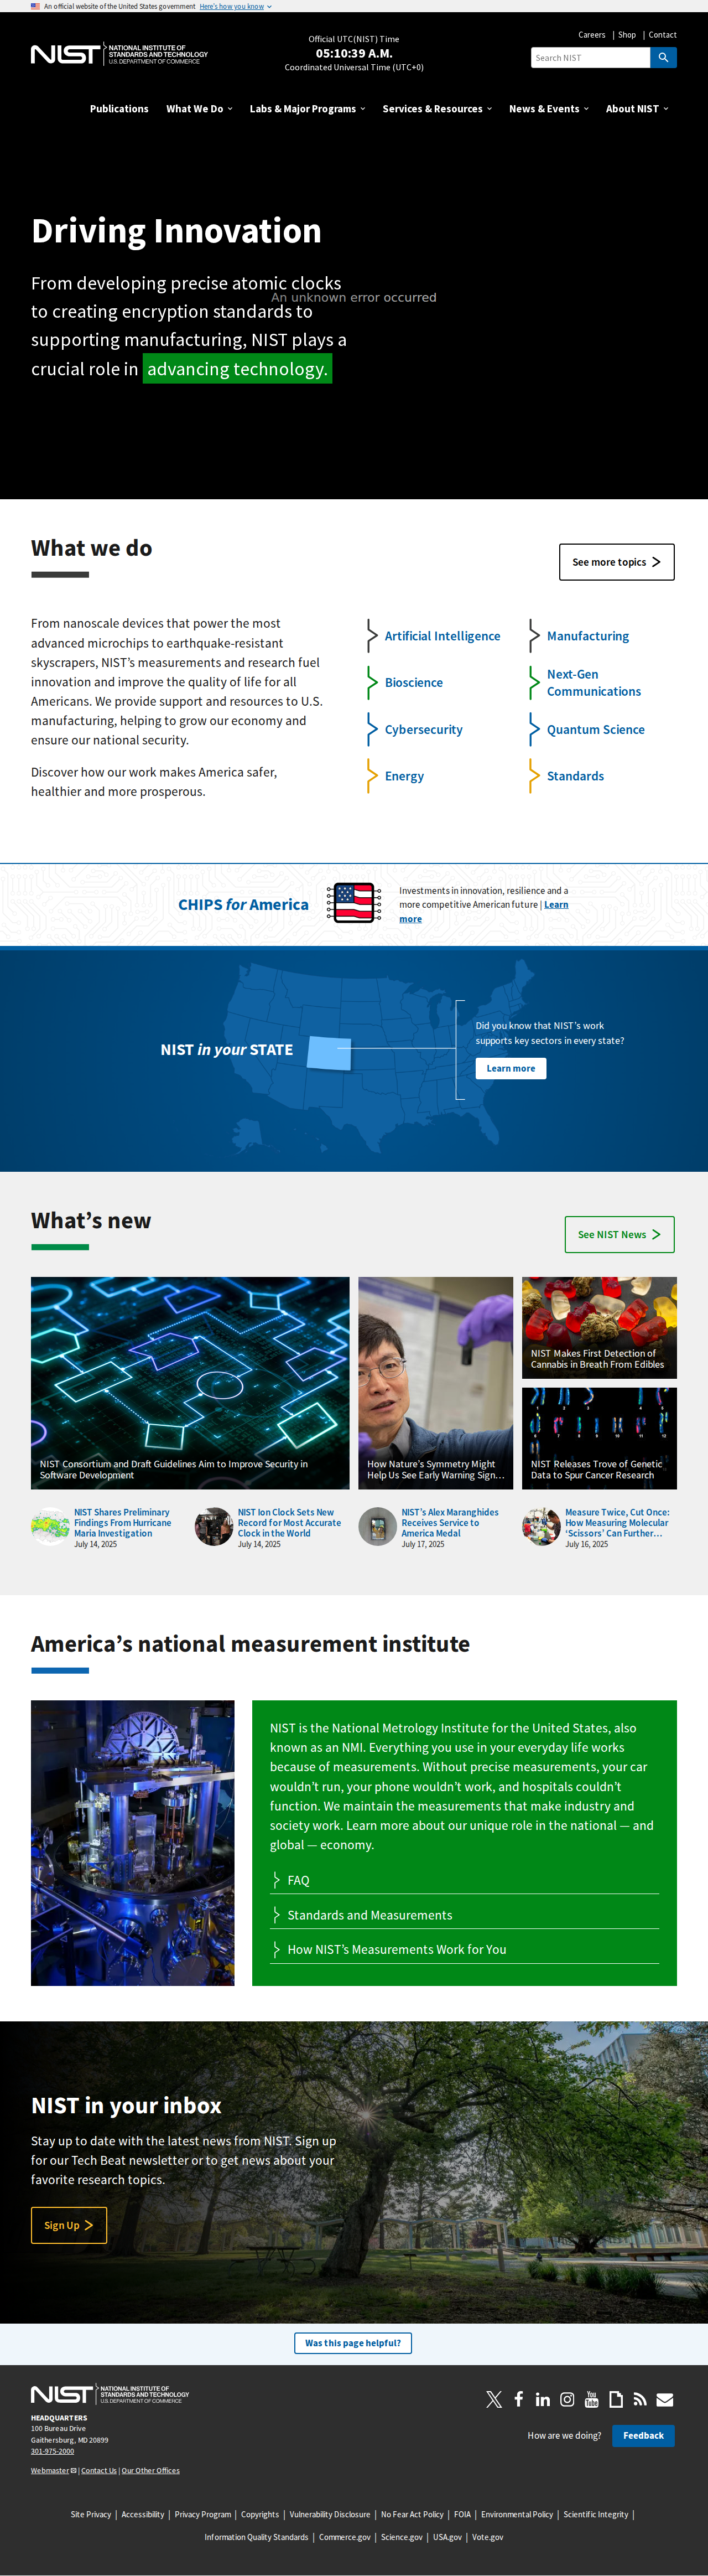 An official website of the United States government Here's how you know
NIST NATIONAL INSTITUTE OF
STANDARDS AND TECHNOLOGY
U.S. DEPARTMENT OF COMMERCE
Official UTC(NIST) Time
05:10:39 A.M.
Coordinated Universal Time (UTC+0)
Careers | Shop | Contact
Search NIST
Publications What We Do Labs & Major Programs Services & Resources News & Events About NIST
Driving Innovation
From developing precise atomic clocks
to creating encryption standards to
supporting manufacturing, NIST plays a
crucial role in advancing technology.
An unknown error occurred
What we do
See more topics
From nanoscale devices that power the most
advanced microchips to earthquake-resistant
skyscrapers, NIST’s measurements and research fuel
innovation and improve the quality of life for all
Americans. We provide support and resources to U.S.
manufacturing, helping to grow our economy and
ensure our national security.
Discover how our work makes America safer,
healthier and more prosperous.
Artificial Intelligence
Manufacturing
Bioscience
Next-Gen
Communications
Cybersecurity
Quantum Science
Energy
Standards
CHIPS for America
Investments in innovation, resilience and a
more competitive American future | Learn
more
NIST in your STATE
Did you know that NIST’s work
supports key sectors in every state?
Learn more
What’s new
See NIST News
NIST Consortium and Draft Guidelines Aim to Improve Security in
Software Development
How Nature’s Symmetry Might
Help Us See Early Warning Sign…
NIST Makes First Detection of
Cannabis in Breath From Edibles
NIST Releases Trove of Genetic
Data to Spur Cancer Research
NIST Shares Preliminary
Findings From Hurricane
Maria Investigation
July 14, 2025
NIST Ion Clock Sets New
Record for Most Accurate
Clock in the World
July 14, 2025
NIST’s Alex Maranghides
Receives Service to
America Medal
July 17, 2025
Measure Twice, Cut Once:
How Measuring Molecular
‘Scissors’ Can Further…
July 16, 2025
America’s national measurement institute
NIST is the National Metrology Institute for the United States, also
known as an NMI. Everything you use in your everyday life works
because of measurements. Without precise measurements, your car
wouldn’t run, your phone wouldn’t work, and hospitals couldn’t
function. We maintain the measurements that make industry and
society work. Learn more about our unique role in the national — and
global — economy.
FAQ
Standards and Measurements
How NIST’s Measurements Work for You
NIST in your inbox
Stay up to date with the latest news from NIST. Sign up
for our Tech Beat newsletter or to get news about your
favorite research topics.
Sign Up
Was this page helpful?
NIST NATIONAL INSTITUTE OF
STANDARDS AND TECHNOLOGY
U.S. DEPARTMENT OF COMMERCE
HEADQUARTERS
100 Bureau Drive
Gaithersburg, MD 20899
301-975-2000
Webmaster | Contact Us | Our Other Offices
You Tube
How are we doing? Feedback
Site Privacy | Accessibility | Privacy Program | Copyrights | Vulnerability Disclosure | No Fear Act Policy | FOIA | Environmental Policy | Scientific Integrity |
Information Quality Standards | Commerce.gov | Science.gov | USA.gov | Vote.gov